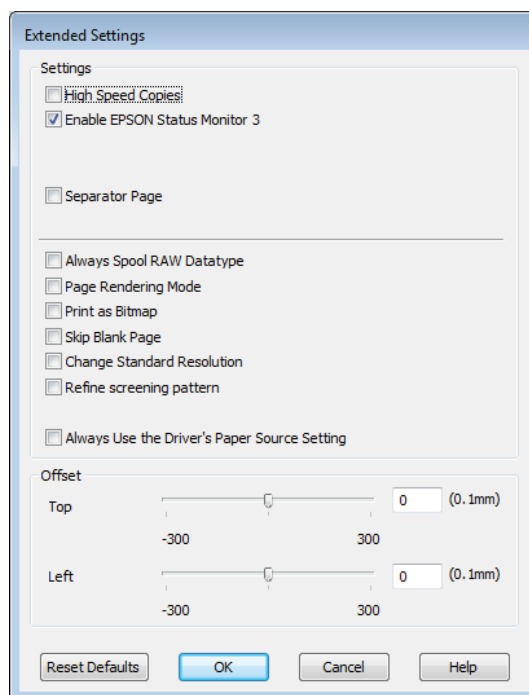 Extended Settings
Settings
High Speed Copies
Enable EPSON Status Monitor 3
Separator Page
Always Spool RAW Datatype
Page Rendering Mode
Print as Bitmap
Skip Blank Page
Change Standard Resolution
Refine screening pattern
Always Use the Driver's Paper Source Setting
Offset
Top 0 (0.1mm)
-300 300
Left 0 (0.1mm)
-300 300
Reset Defaults OK Cancel Help